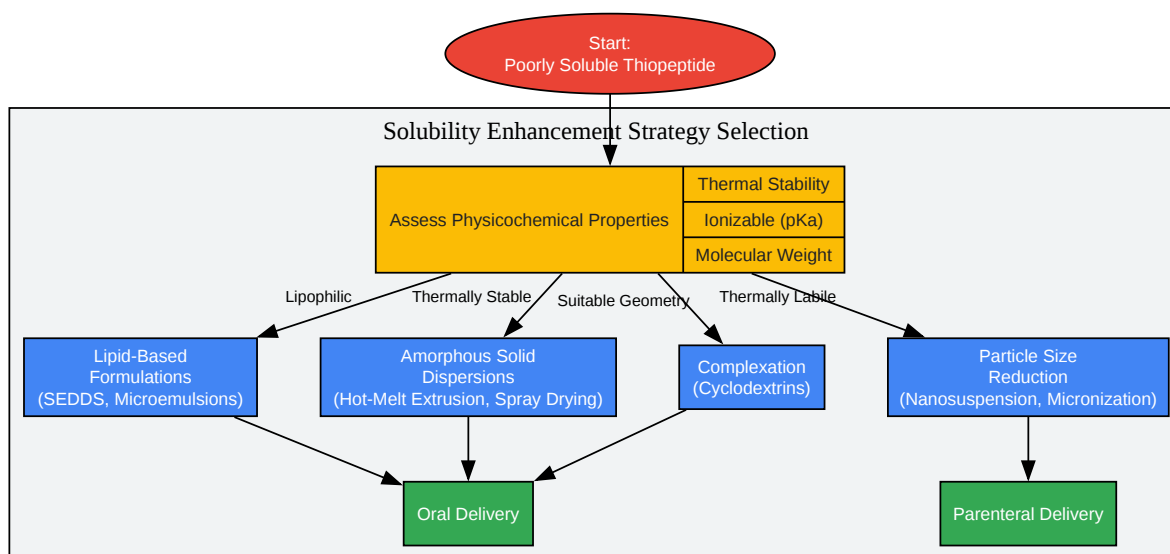 Start:
Poorly Soluble Thiopeptide
Solubility Enhancement Strategy Selection
Assess Physicochemical Properties
Thermal Stability
Ionizable (pKa)
Molecular Weight
Lipophilic
Thermally Stable
Suitable Geometry
Thermally Labile
Lipid-Based
Formulations
(SEDDS, Microemulsions)
Amorphous Solid
Dispersions
(Hot-Melt Extrusion, Spray Drying)
Complexation
(Cyclodextrins)
Particle Size
Reduction
(Nanosuspension, Micronization)
Oral Delivery
Parenteral Delivery